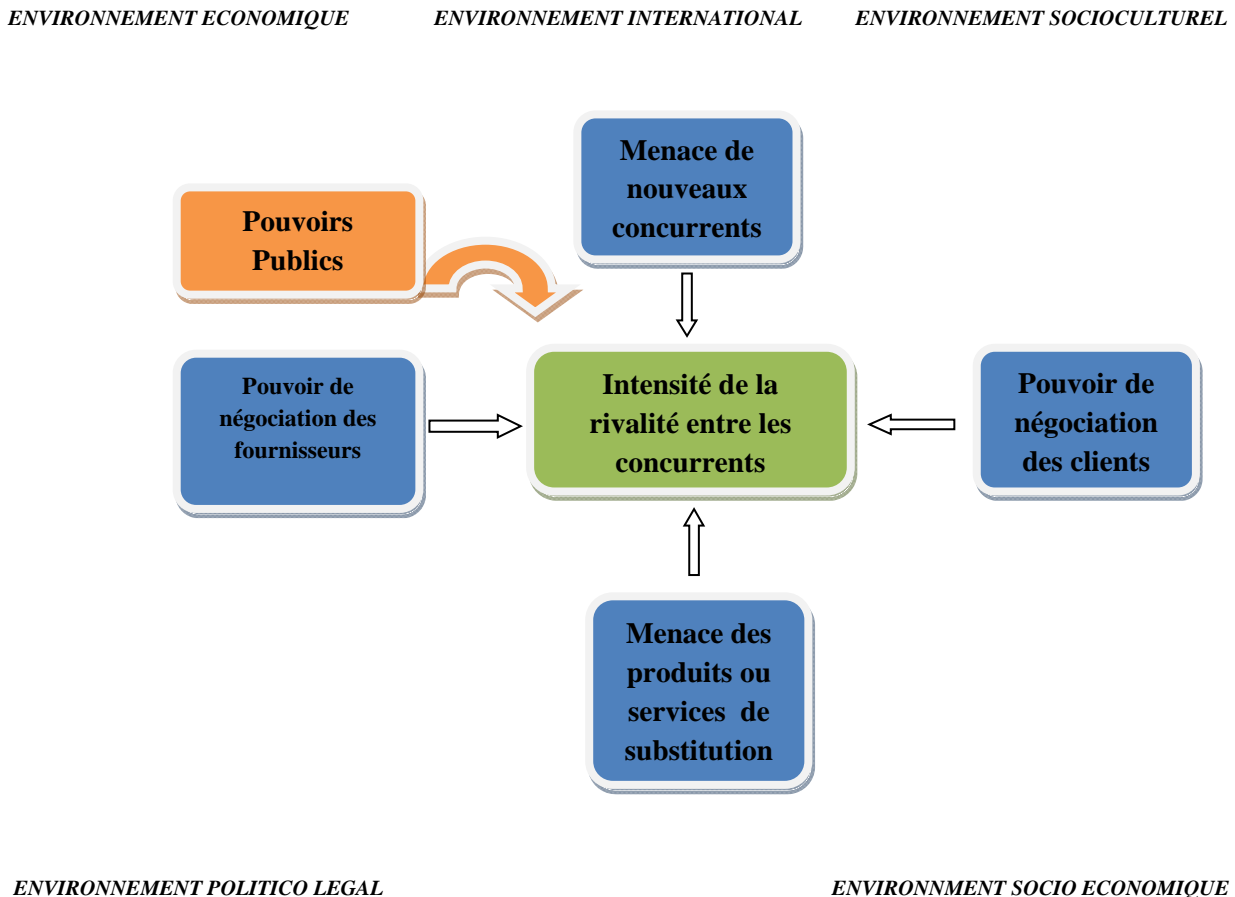 ENVIRONNEMENT ECONOMIQUE
ENVIRONNEMENT INTERNATIONAL
ENVIRONNEMENT SOCIOCULTUREL
Menace de
nouveaux
concurrents
Pouvoirs
Publics
Pouvoir de
négociation des
fournisseurs
Intensité de la
rivalité entre les
concurrents
Pouvoir de
négociation
des clients
Menace des
produits ou
services de
substitution
ENVIRONNEMENT POLITICO LEGAL
ENVIRONNMENT SOCIO ECONOMIQUE